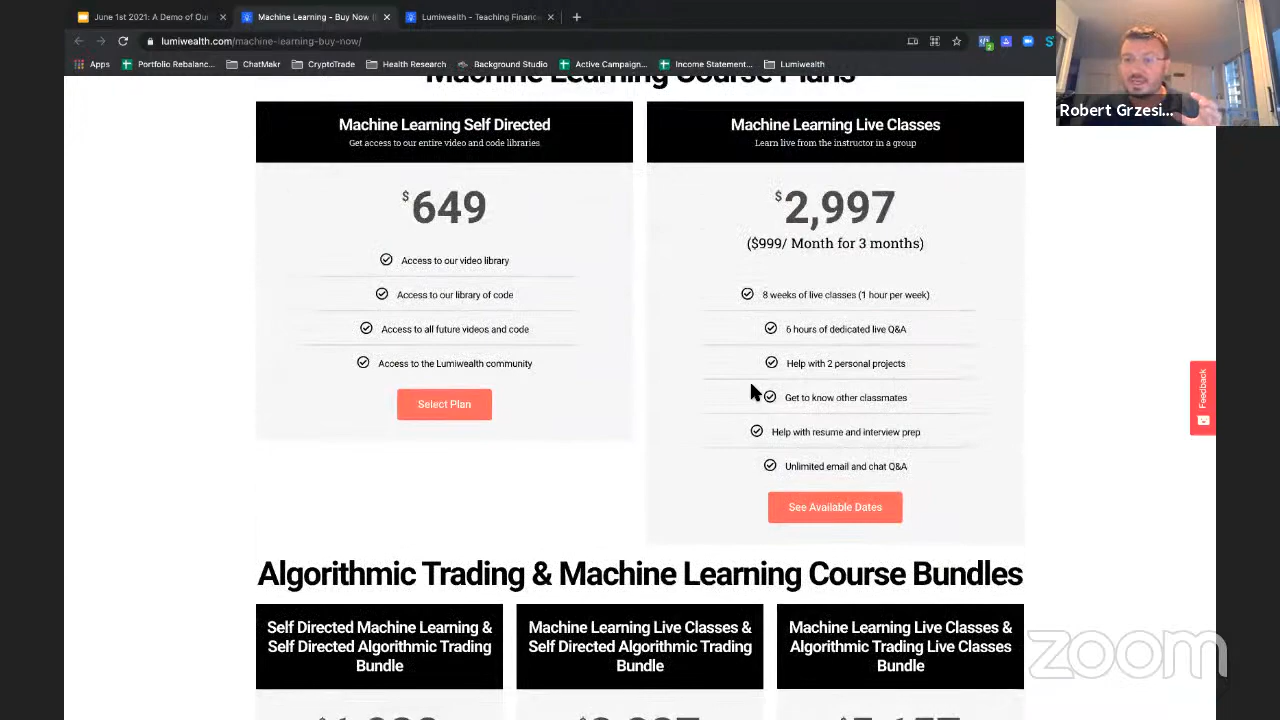 June 1st 2021: A Demo of Our
Machine Learning - Buy Now (
Lumiwealth - Teaching Financ
lumiwealth.com/machine-learning-buy-now/
Apps
Portfolio Rebalanc...
ChatMakr
CryptoTrade
Health Research
Background Studio
Active Campaign...
Income Statement...
Lumiwealth
Robert Grzesi...
Machine Learning Course Plans
Machine Learning Self Directed
Get access to our entire video and code libraries
$649
Access to our video library
Access to our library of code
Access to all future videos and code
Access to the Lumiwealth community
Select Plan
Machine Learning Live Classes
Learn live from the instructor in a group
$2,997
($999/ Month for 3 months)
8 weeks of live classes (1 hour per week)
6 hours of dedicated live Q&A
Help with 2 personal projects
Get to know other classmates
Help with resume and interview prep
Unlimited email and chat Q&A
See Available Dates
Feedback
Algorithmic Trading & Machine Learning Course Bundles
Self Directed Machine Learning &
Self Directed Algorithmic Trading
Bundle
Machine Learning Live Classes &
Self Directed Algorithmic Trading
Bundle
Machine Learning Live Classes &
Algorithmic Trading Live Classes
Bundle
zoom